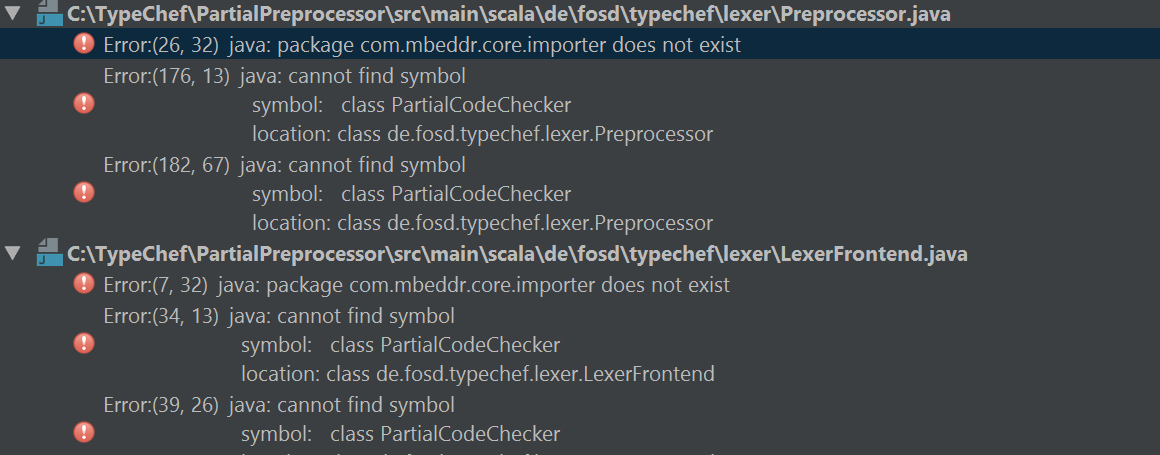 C:\TypeChef\PartialPreprocessor\src\main\scala\de\fosd\typechef\lexer\Preprocessor.java
Error:(26, 32) java: package com.mbeddr.core.importer does not exist
Error:(176, 13) java: cannot find symbol
symbol: class PartialCodeChecker
location: class de.fosd.typechef.lexer.Preprocessor
Error:(182, 67) java: cannot find symbol
symbol: class PartialCodeChecker
location: class de.fosd.typechef.lexer.Preprocessor
C:\TypeChef\PartialPreprocessor\src\main\scala\de\fosd\typechef\lexer\LexerFrontend.java
Error:(7, 32) java: package com.mbeddr.core.importer does not exist
Error:(34, 13) java: cannot find symbol
symbol: class PartialCodeChecker
location: class de.fosd.typechef.lexer.LexerFrontend
Error:(39, 26) java: cannot find symbol
symbol: class PartialCodeChecker